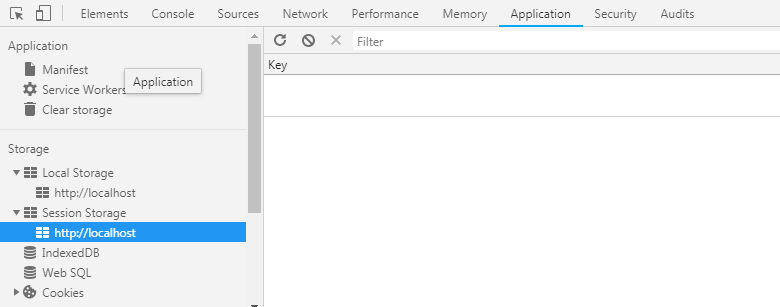 Elements Console Sources Network Performance Memory Application Security Audits
Application
Manifest
Service Workers
Application
Clear storage
Storage
Local Storage
http://localhost
Session Storage
http://localhost
IndexedDB
Web SQL
Cookies
Filter
Key